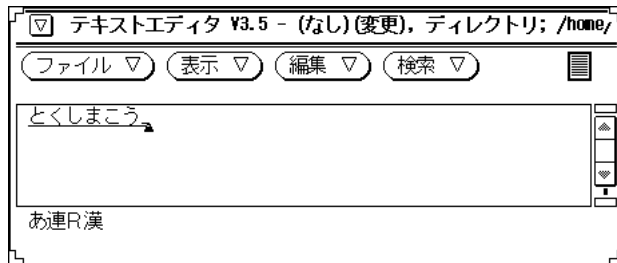 テキストエディタ V3.5 - (なし)(変更), ディレクトリ; /home/
ファイル ▽ 表示 ▽ 編集 ▽ 検索 ▽
とくしまこう
あ連R漢